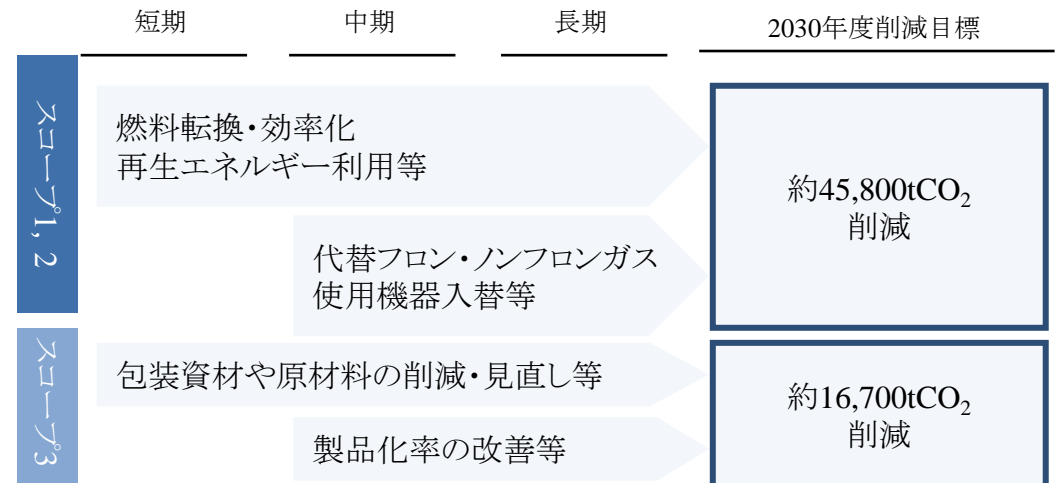 短期
中期
長期
2030年度削減目標
スコープ1, 2
燃料転換・効率化
再生エネルギー利用等
代替フロン・ノンフロンガス
使用機器入替等
約45,800tCO₂
削減
スコープ3
包装資材や原材料の削減・見直し等
製品化率の改善等
約16,700tCO₂
削減